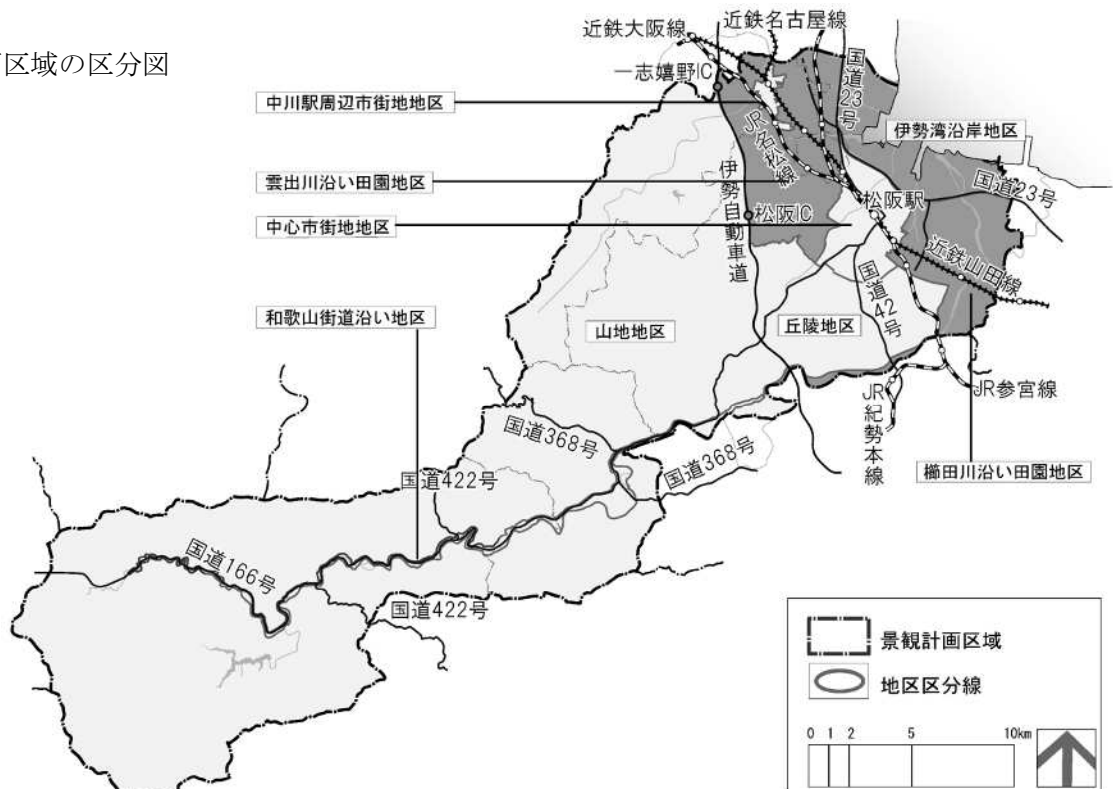 区域の区分図
近鉄大阪線
近鉄名古屋線
一志嬉野IC
国道23号
中川駅周辺市街地地区
JR名松線
伊勢湾沿岸地区
雲出川沿い田園地区
国道23号
伊勢自動車道
松阪IC
松阪駅
中心市街地地区
近鉄山田線
国道42号
和歌山街道沿い地区
山地地区
丘陵地区
JR参宮線
JR紀勢本線
国道368号
国道368号
櫛田川沿い田園地区
国道422号
国道166号
国道422号
景観計画区域
地区区分線
0 1 2 5 10km